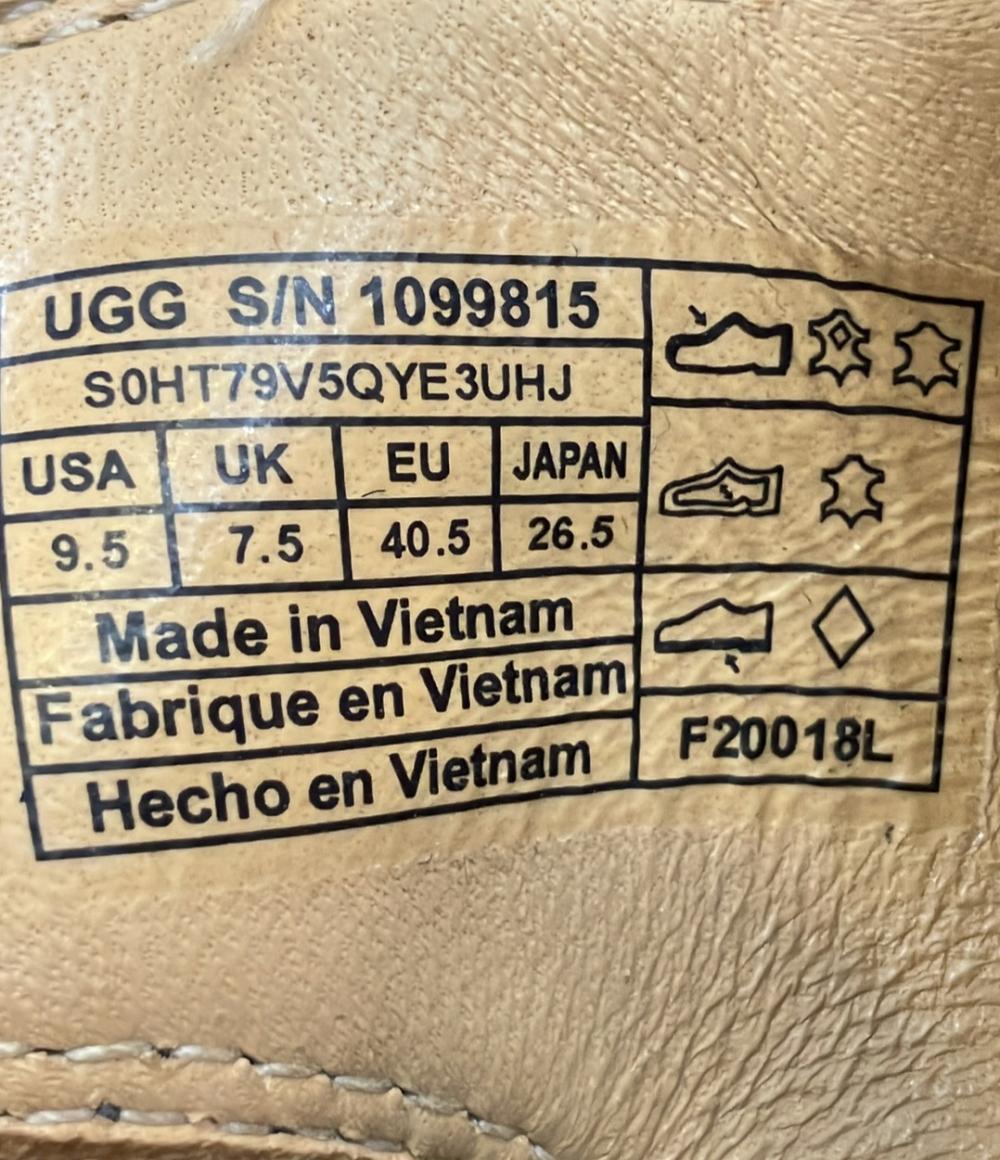 UGG S/N 1099815
S0HT79V5QYE3UHJ
USA UK EU JAPAN
9.5 7.5 40.5 26.5
Made in Vietnam
Fabrique en Vietnam
Hecho en Vietnam
F20018L